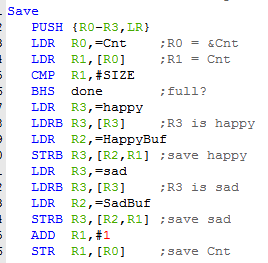 Save
PUSH {R0-R3,LR}
LDR R0,=Cnt ;R0 = &Cnt
LDR R1,[R0] ;R1 = Cnt
CMP R1,#SIZE
BHS done ;full?
LDR R3,=happy
LDRB R3,[R3] ;R3 is happy
LDR R2,=HappyBuf
STRB R3,[R2,R1] ;save happy
LDR R3,=sad
LDRB R3,[R3] ;R3 is sad
LDR R2,=SadBuf
STRB R3,[R2,R1] ;save sad
ADD R1,#1
STR R1,[R0] ;save Cnt